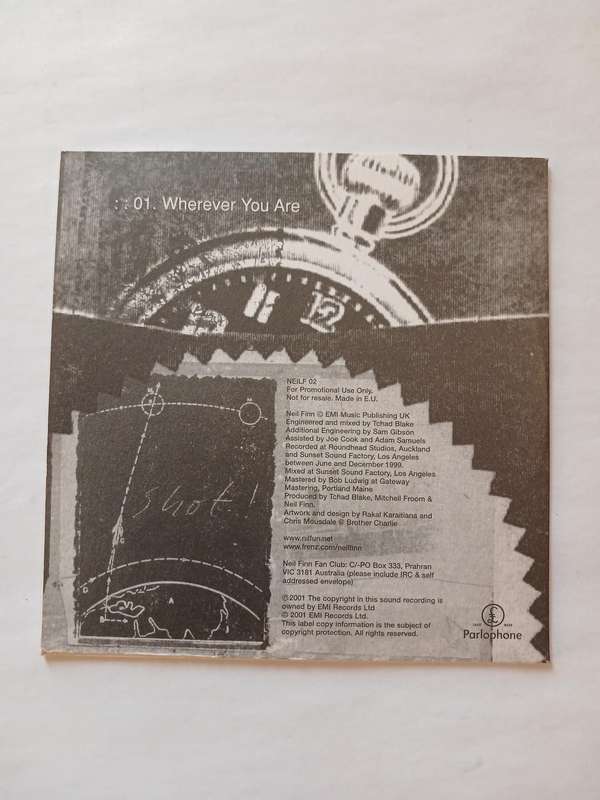 : : 01. Wherever You Are
12
Shot!
NEILF 02
For Promotional Use Only.
Not for resale. Made in E.U.
Neil Finn © EMI Music Publishing UK
Engineered and mixed by Tchad Blake
Additional Engineering by Sam Gibson
Assisted by Joe Cook and Adam Samuels
Recorded at Roundhead Studios, Auckland
and Sunset Sound Factory, Los Angeles
between June and December 1999.
Mixed at Sunset Sound Factory, Los Angeles
Mastered by Bob Ludwig at Gateway
Mastering, Portland Maine
Produced by Tchad Blake, Mitchell Froom &
Neil Finn.
Artwork and design by Rakai Karaitiana and
Chris Mousdale @ Brother Charlie
www.nilfun.net
www.frenz.com/neilfinn
Neil Finn Fan Club: C/-PO Box 333, Prahran
VIC 3181 Australia (please include IRC & self
addressed envelope)
℗2001 The copyright in this sound recording is
owned by EMI Records Ltd
© 2001 EMI Records Ltd.
This label copy information is the subject of
copyright protection. All rights reserved.
A
£
Parlophone